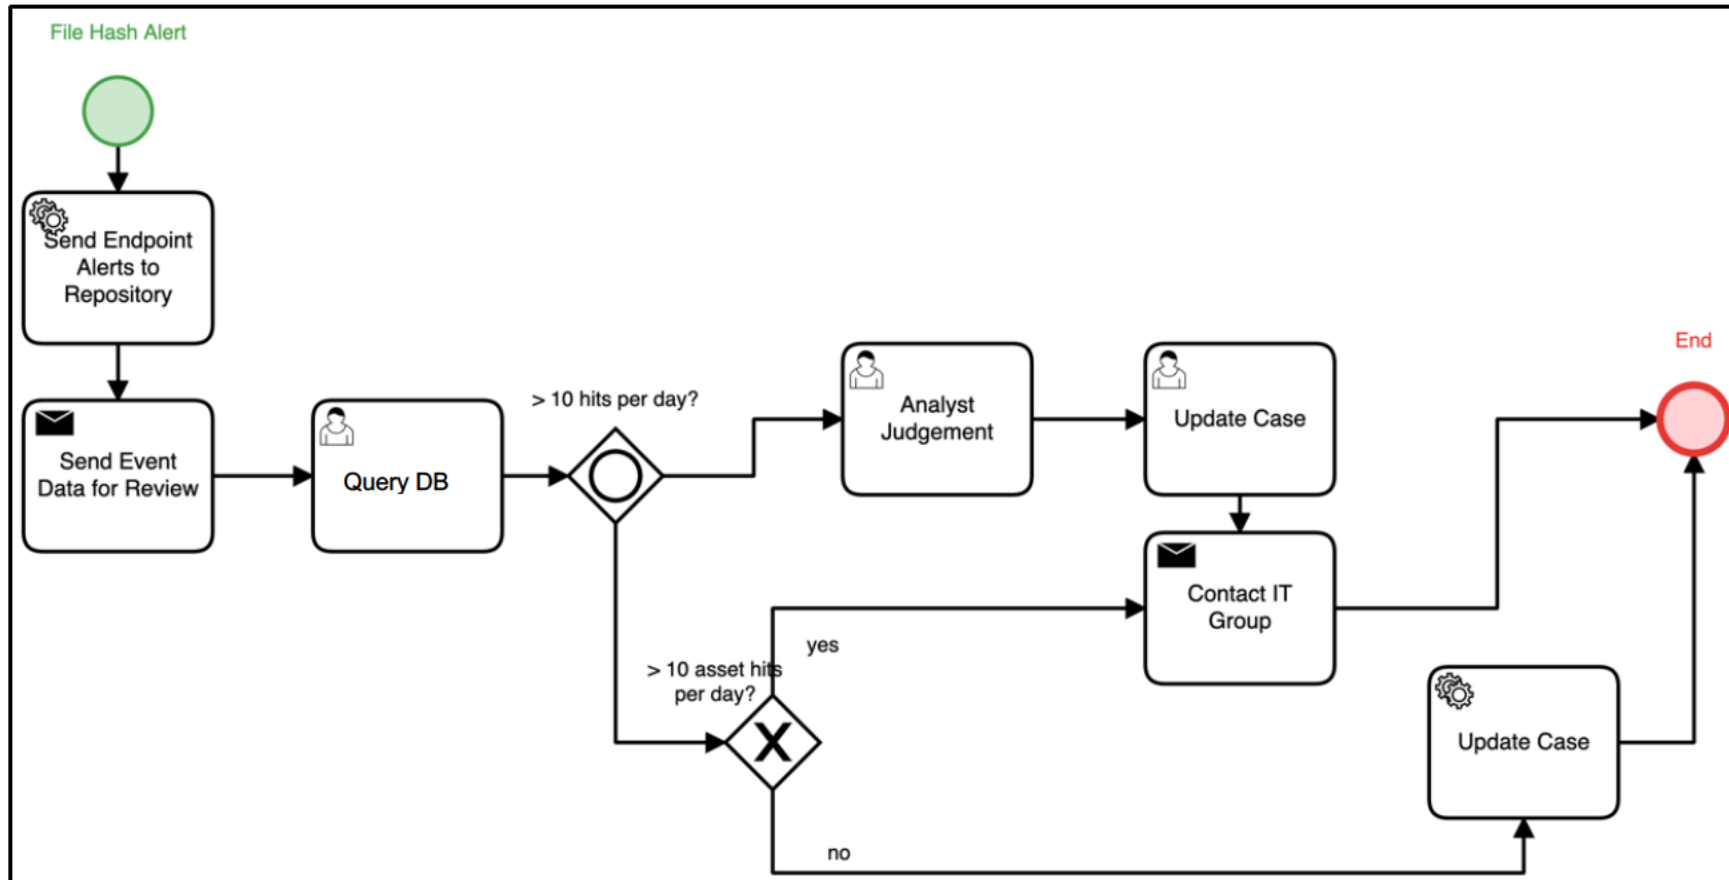 File Hash Alert
Send Endpoint
Alerts to
Repository
Send Event
Data for Review
Query DB
> 10 hits per day?
Analyst
Judgement
Update Case
Contact IT
Group
> 10 asset hits
per day?
yes
no
Update Case
End